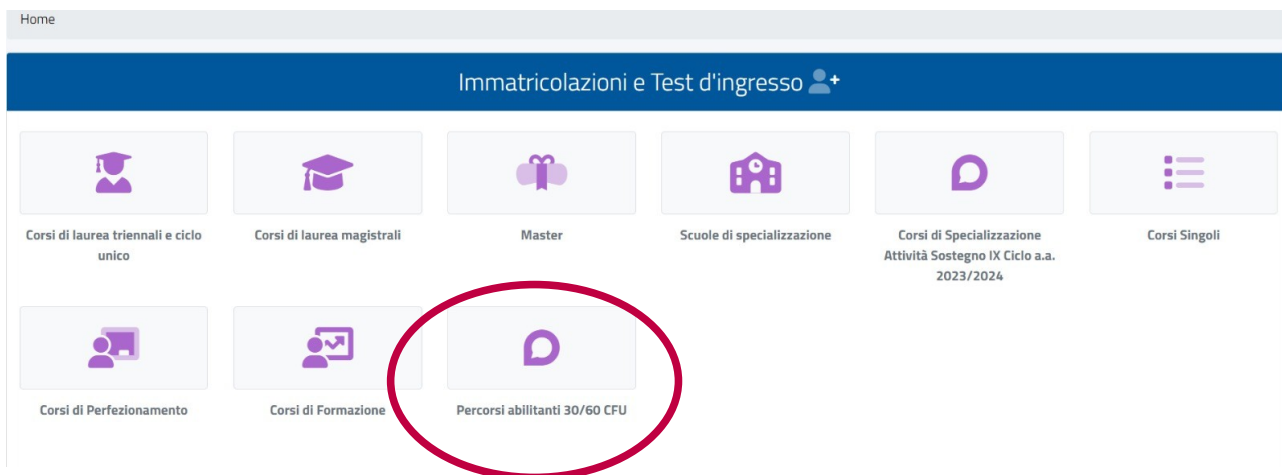 Home
Immatricolazioni e Test d'ingresso
Corsi di laurea triennali e ciclo
unico
Corsi di laurea magistrali
Master
Scuole di specializzazione
Corsi di Specializzazione
Attività Sostegno IX Ciclo a.a.
2023/2024
Corsi Singoli
Corsi di Perfezionamento
Corsi di Formazione
Percorsi abilitanti 30/60 CFU